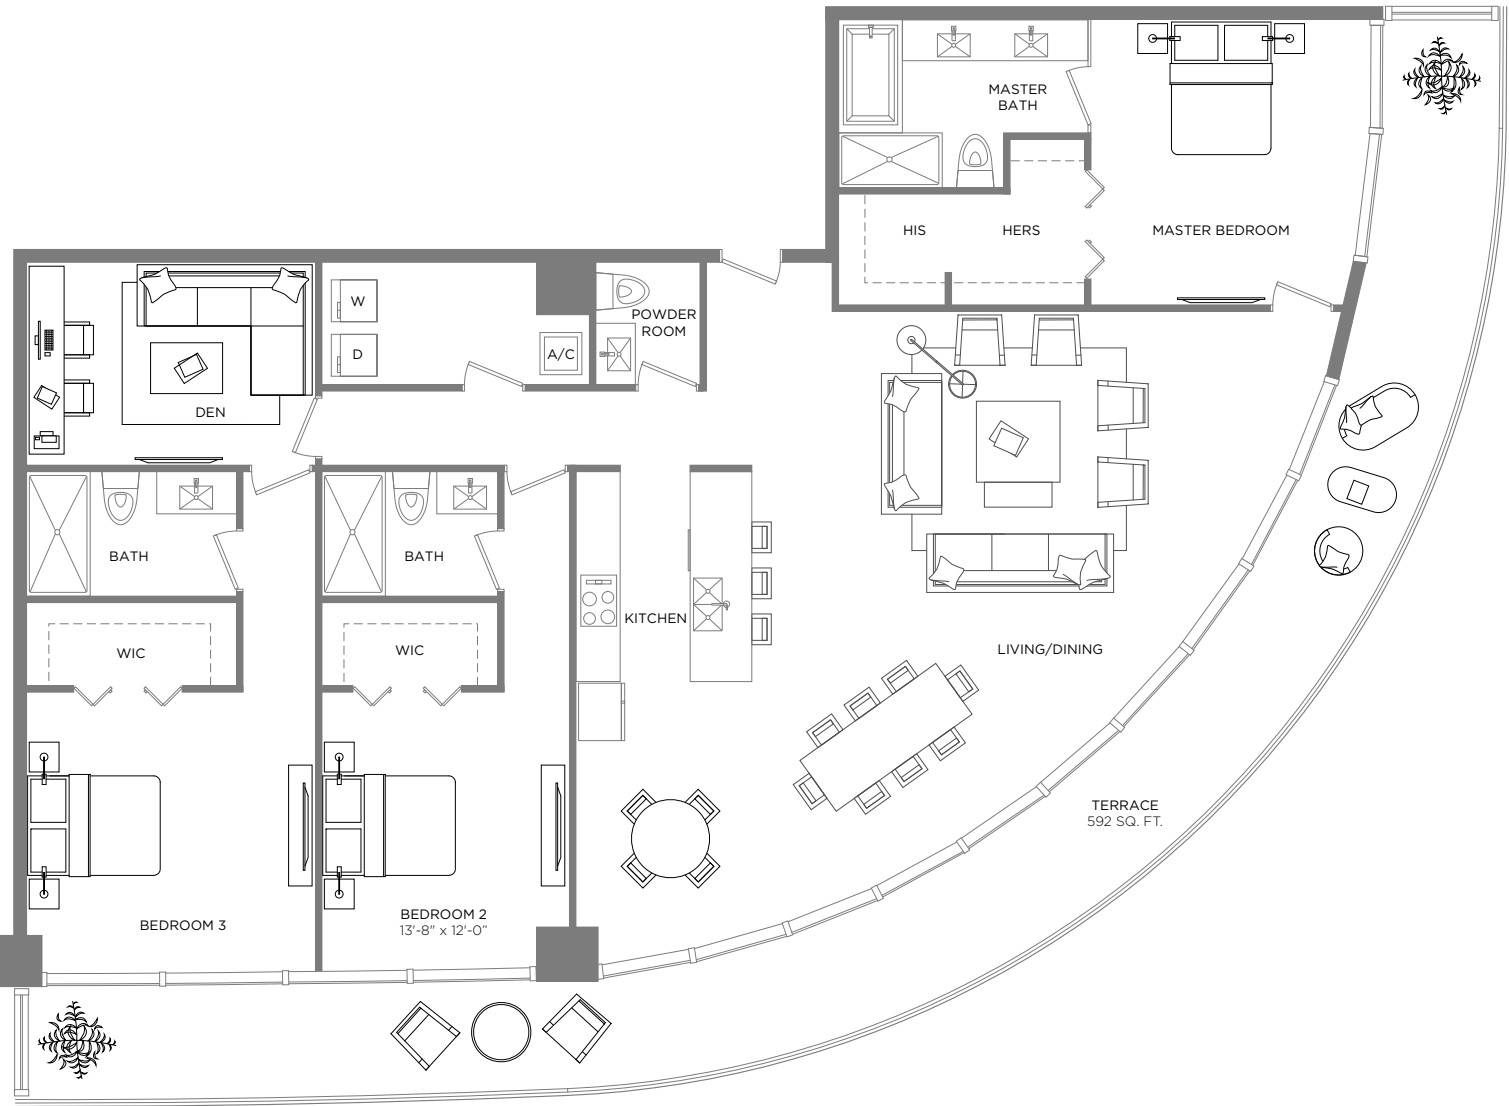 MASTER
BATH
HIS
HERS
MASTER BEDROOM
W
D
A/C
POWDER
ROOM
DEN
BATH
BATH
KITCHEN
WIC
WIC
LIVING/DINING
TERRACE
592 SQ. FT.
BEDROOM 3
BEDROOM 2
13'-8" x 12'-0"